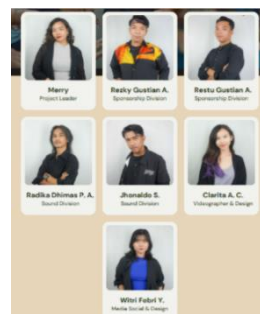 Merry
Project Leader
Rezky Gustian A.
Sponsorship Division
Restu Gustian A.
Sponsorship Division
Radika Dhimas P. A.
Sound Division
Jhonaldo S.
Sound Division
Clarita A. C.
Videographer & Design
Witri Febri Y.
Media Social & Design